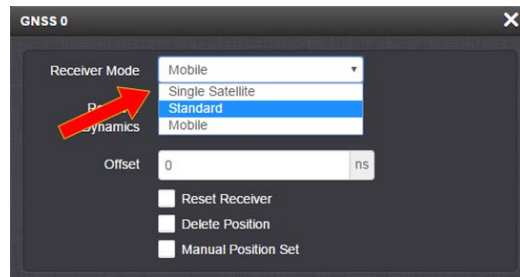 GNSS 0
Receiver Mode Mobile
Single Satellite
Standard
Dynamics Mobile
Offset 0 ns
Reset Receiver
Delete Position
Manual Position Set